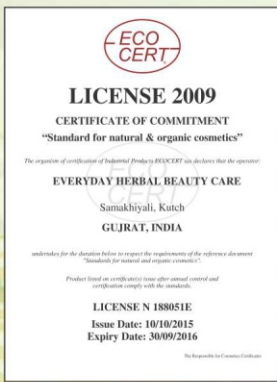 ECO
CERT
LICENSE 2009
CERTIFICATE OF COMMITMENT
“Standard for natural & organic cosmetics”
The organism of certification of Industrial Products ECOCERT sas declares that the operator:
EVERYDAY HERBAL BEAUTY CARE
Samakhiyali, Kutch
GUJRAT, INDIA
undertakes for the duration below to respect the requirements of the reference document
"Standards for natural and organic cosmetics".
Product listed on certificate(s) issue after annual control and
certification comply with the standards.
LICENSE N 188051E
Issue Date: 10/10/2015
Expiry Date: 30/09/2016
The Responsible for Cosmetics Certificates